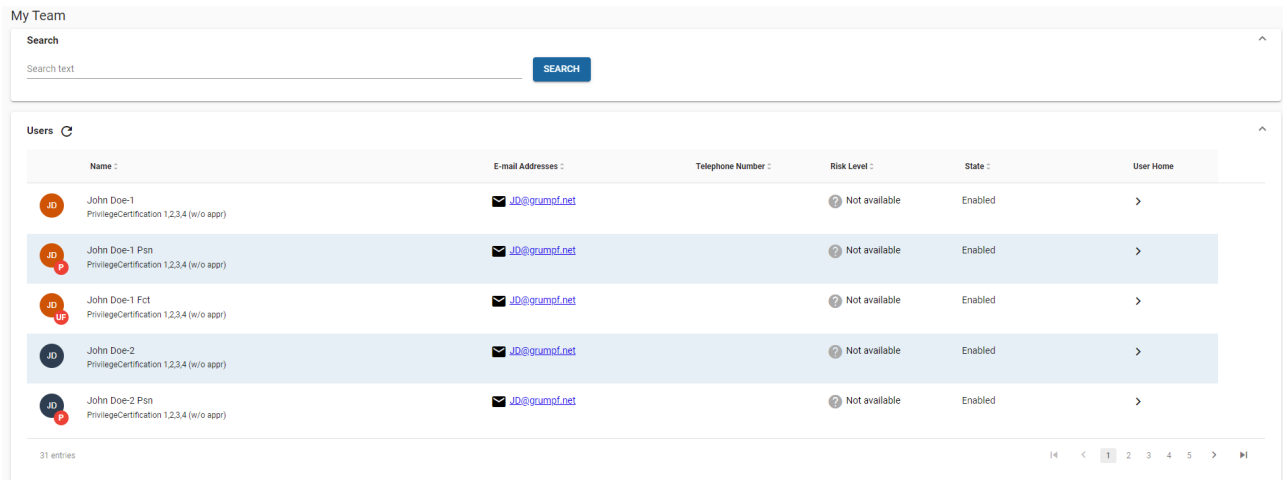 My Team
Search
Search text
SEARCH
Users
Name E-mail Addresses Telephone Number Risk Level State User Home
JD John Doe-1 JD@grumpf.net ? Not available Enabled
PrivilegeCertification 1,2,3,4 (w/o appr)
JD P John Doe-1 Psn JD@grumpf.net ? Not available Enabled
PrivilegeCertification 1,2,3,4 (w/o appr)
JD UF John Doe-1 Fct JD@grumpf.net ? Not available Enabled
PrivilegeCertification 1,2,3,4 (w/o appr)
JD John Doe-2 JD@grumpf.net ? Not available Enabled
PrivilegeCertification 1,2,3,4 (w/o appr)
JD P John Doe-2 Psn JD@grumpf.net ? Not available Enabled
PrivilegeCertification 1,2,3,4 (w/o appr)
31 entries 1 2 3 4 5